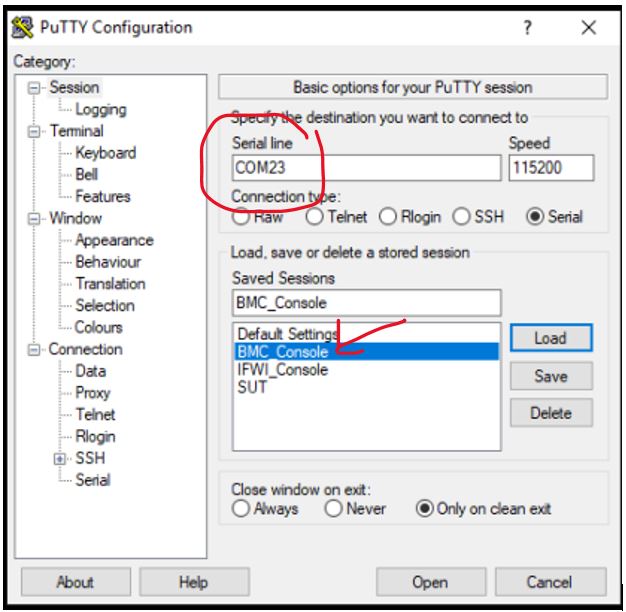 PuTTY Configuration
?
Category:
Session
Logging
Terminal
Keyboard
Bell
Features
Window
Appearance
Behaviour
Translation
Selection
Colours
Connection
Data
Proxy
Telnet
Rlogin
SSH
Serial
Basic options for your PuTTY session
Specify the destination you want to connect to
Serial line Speed
COM23 115200
Connection type:
Raw Telnet Rlogin SSH Serial
Load, save or delete a stored session
Saved Sessions
BMC_Console
Default Settings
BMC_Console
IFWI_Console
SUT
Load
Save
Delete
Close window on exit:
Always Never Only on clean exit
About Help Open Cancel